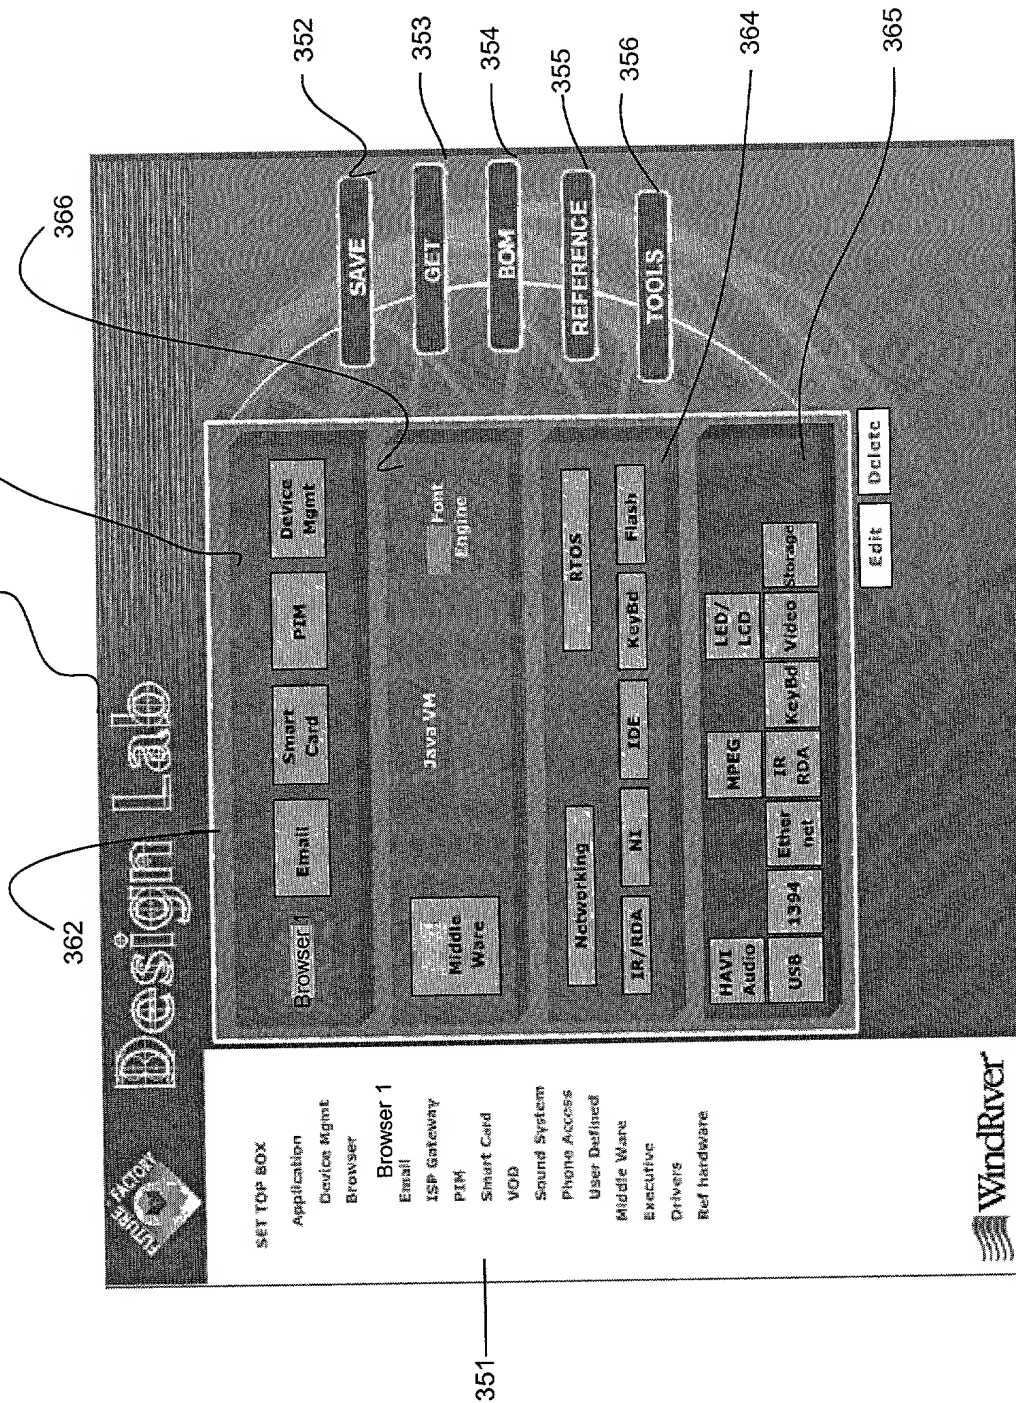 FUTURE FACTORY
Design Lab
SET TOP BOX
Application
Device Mgmt
Browser
Browser 1
Email
ISP Gateway
PIM
Smart Card
VOD
Sound System
Phone Access
User Defined
Middle Ware
Executive
Drivers
Ref hardware
WindRiver
Browser 1
Email
Smart
Card
PIM
Device
Mgmt
Middle
Ware
Java VM
Font
Engine
Networking
RTOS
IR/RDA
NI
IDE
KeyBd
Flash
HAVI
Audio
MPEG
LED/
LCD
USB
1394
Ether
net
IR
RDA
KeyBd
Video
Storage
Edit
Delete
SAVE
GET
BOM
REFERENCE
TOOLS
351
362
366
352
353
354
355
356
364
365